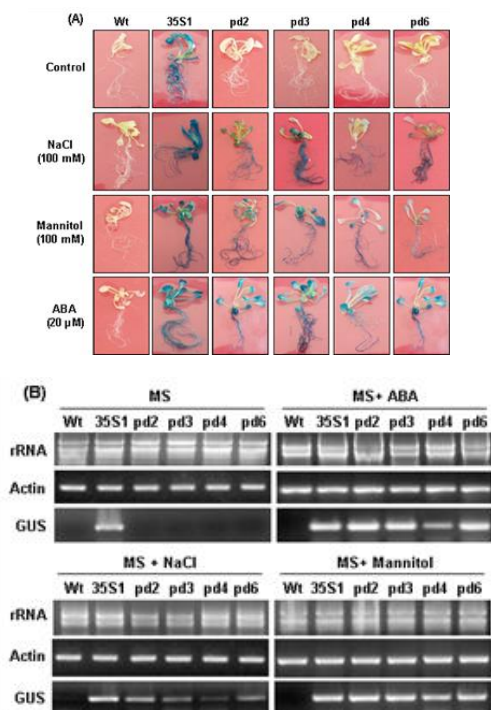 (A)
Wt 35S1 pd2 pd3 pd4 pd6
Control
NaCl
(100 mM)
Mannitol
(100 mM)
ABA
(20 µM)
(B)
MS
MS+ ABA
Wt 35S1 pd2 pd3 pd4 pd6
Wt 35S1 pd2 pd3 pd4 pd6
rRNA
Actin
GUS
MS + NaCl
MS+ Mannitol
Wt 35S1 pd2 pd3 pd4 pd6
Wt 35S1 pd2 pd3 pd4 pd6
rRNA
Actin
GUS